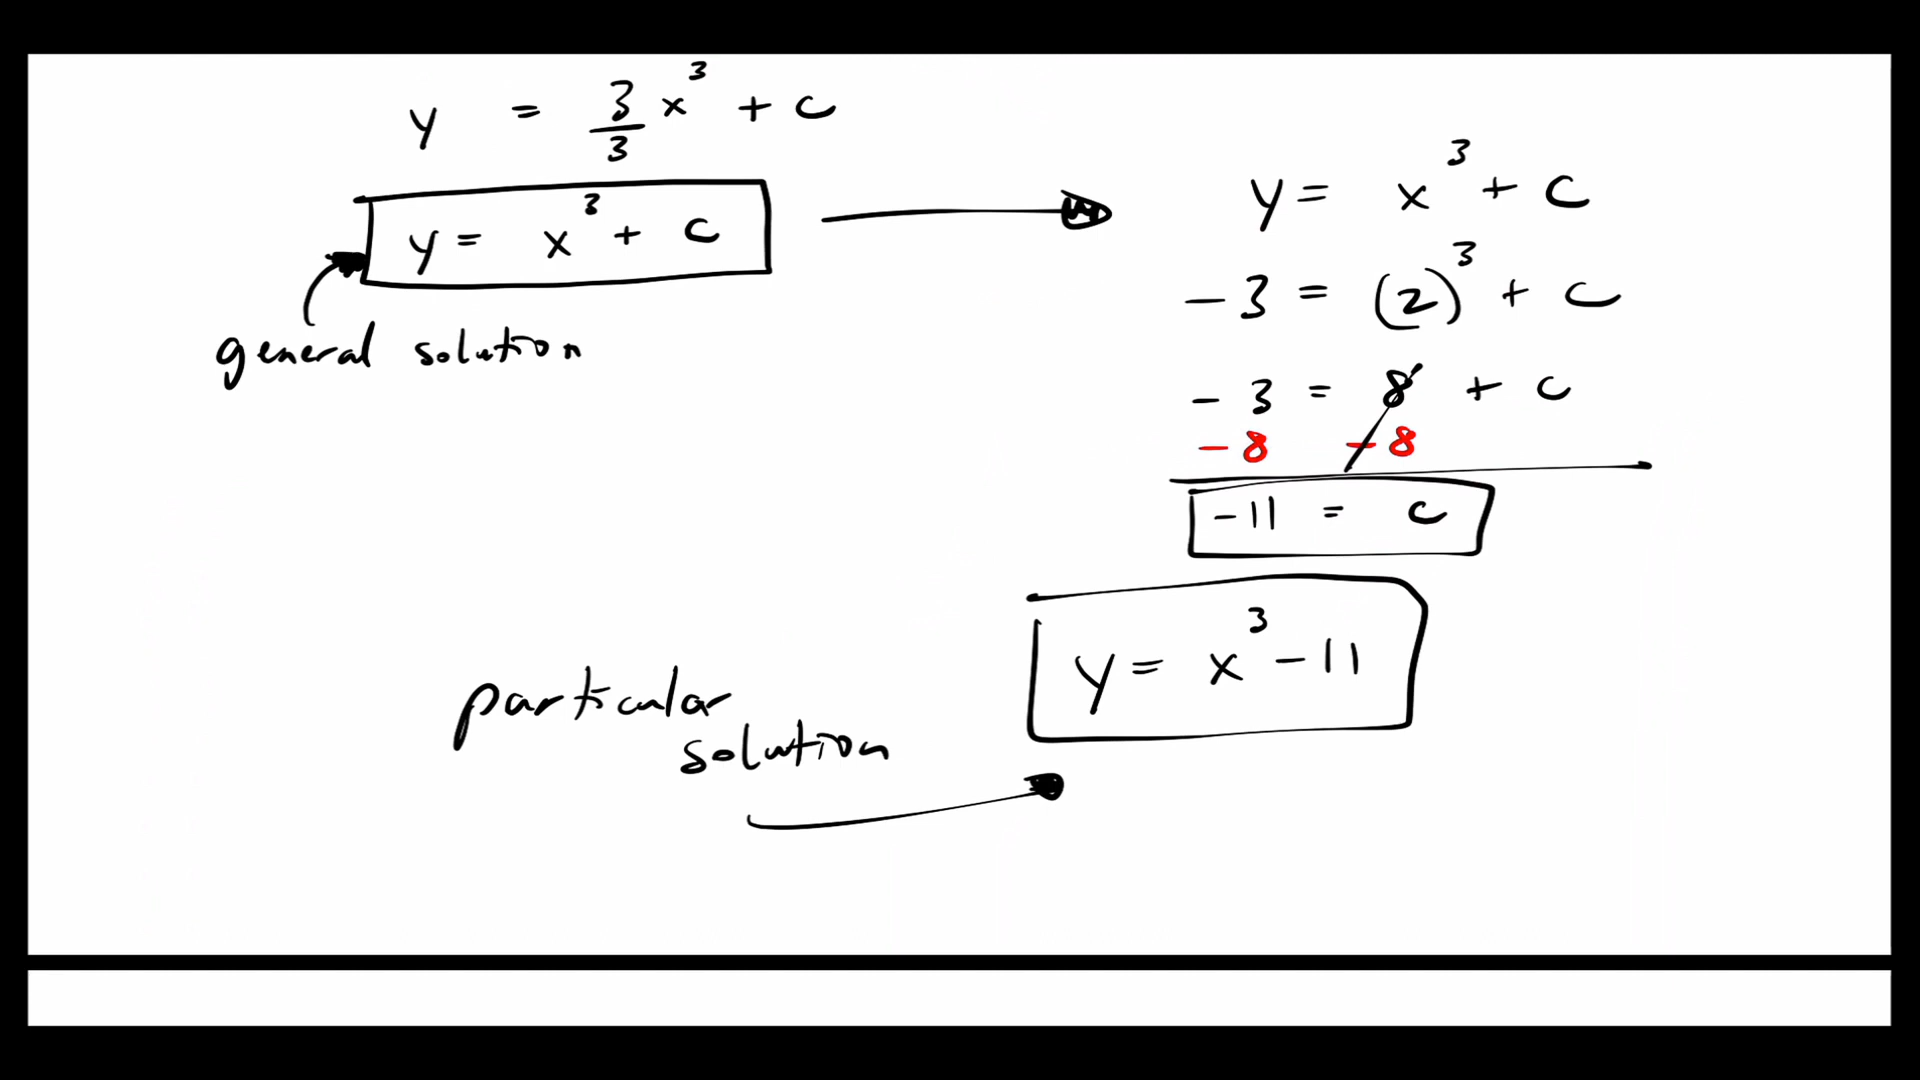 y = 3/3 x³ + c
y = x³ + c
general solution
y = x³ + c
-3 = (2)³ + c
-3 = 8 + c
-8 -8
-11 = c
y = x³ - 11
particular
solution